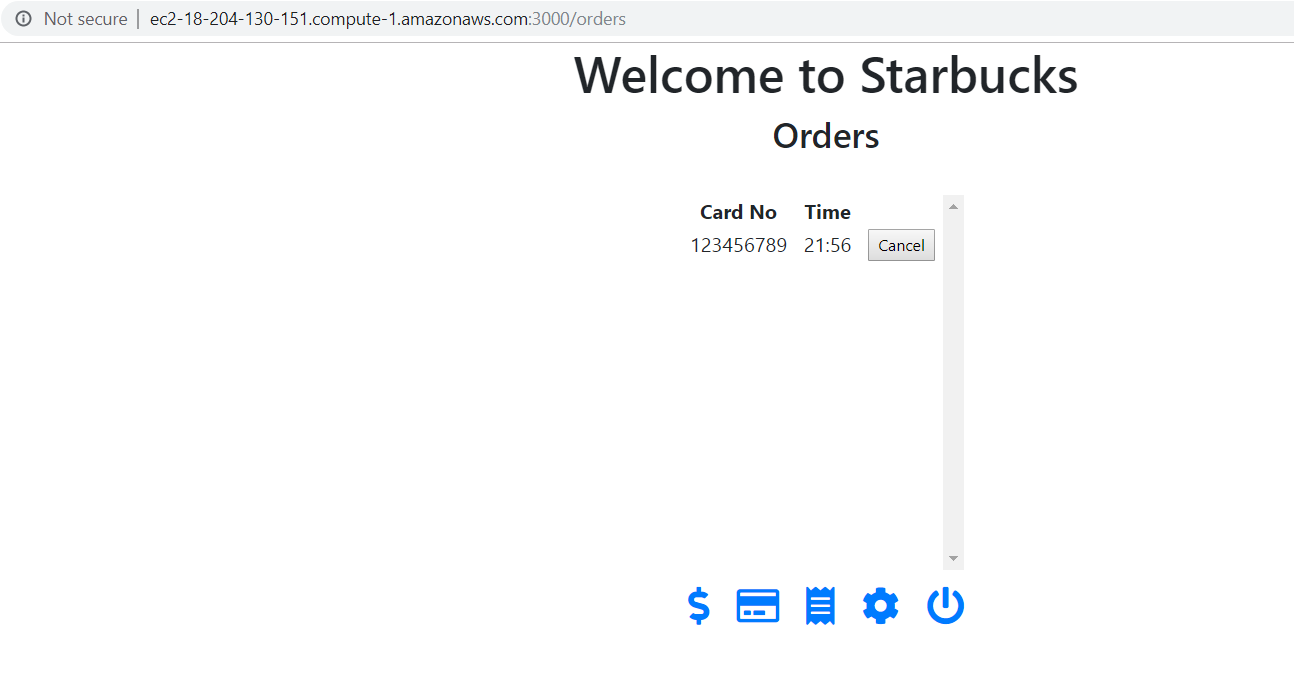 Not secure | ec2-18-204-130-151.compute-1.amazonaws.com:3000/orders
Welcome to Starbucks
Orders
Card No Time
123456789 21:56 Cancel